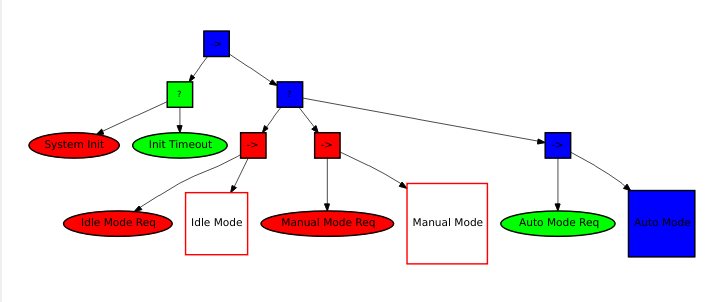 ->
?
?
System Init
Init Timeout
->
->
->
Idle Mode Req
Idle Mode
Manual Mode Req
Manual Mode
Auto Mode Req
Auto Mode